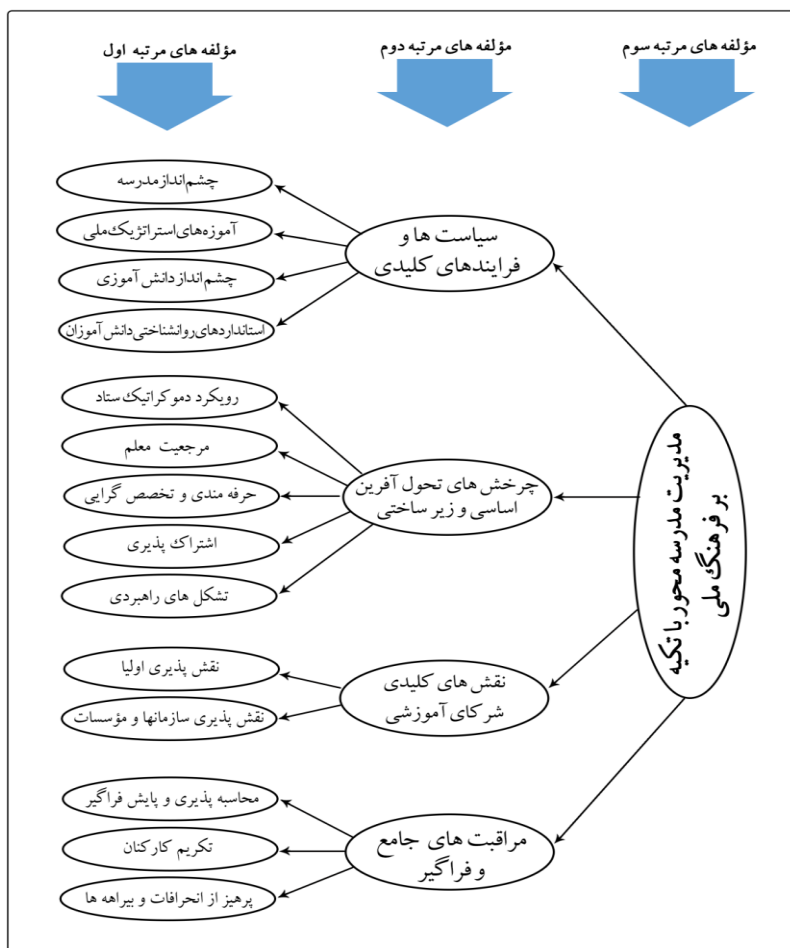 مؤلفه های مرتبه سوم
مؤلفه های مرتبه دوم
مؤلفه های مرتبه اول
مدیریت مدرسه محور با تکیه
بر فرهنگ ملی
سیاست ها و
فرایندهای کلیدی
چشم‌انداز مدرسه
آموزه‌های استراتژیک ملی
چشم‌انداز دانش آموزی
استانداردهای روانشناختی دانش آموزان
چرخش های تحول آفرین
اساسی و زیر ساختی
رویکرد دموکراتیک ستاد
مرجعیت معلم
حرفه مندی و تخصص گرایی
اشتراک پذیری
تشکل های راهبردی
نقش های کلیدی
شرکای آموزشی
نقش پذیری اولیا
نقش پذیری سازمانها و مؤسسات
مراقبت های جامع
و فراگیر
محاسبه پذیری و پایش فراگیر
تکریم کارکنان
پرهیز از انحرافات و بیراهه ها